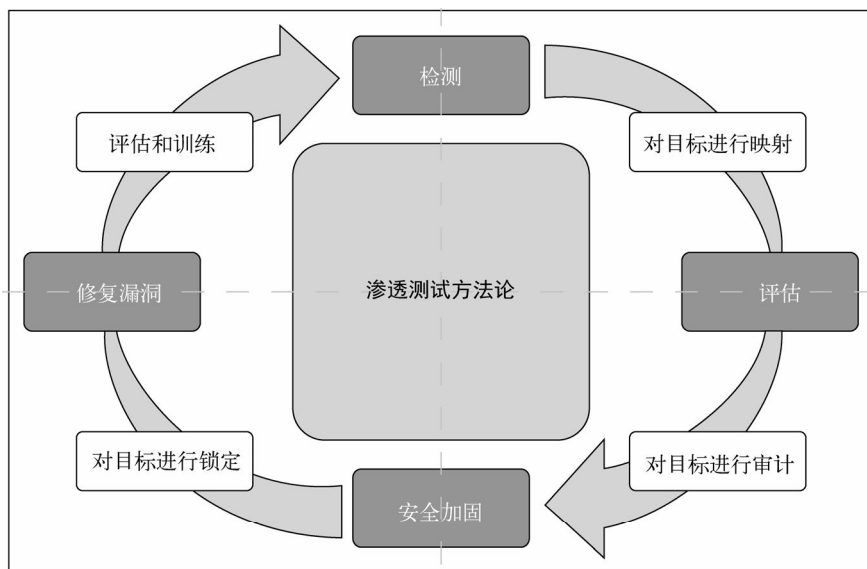 检测
评估和训练
对目标进行映射
修复漏洞
渗透测试方法论
评估
对目标进行锁定
对目标进行审计
安全加固